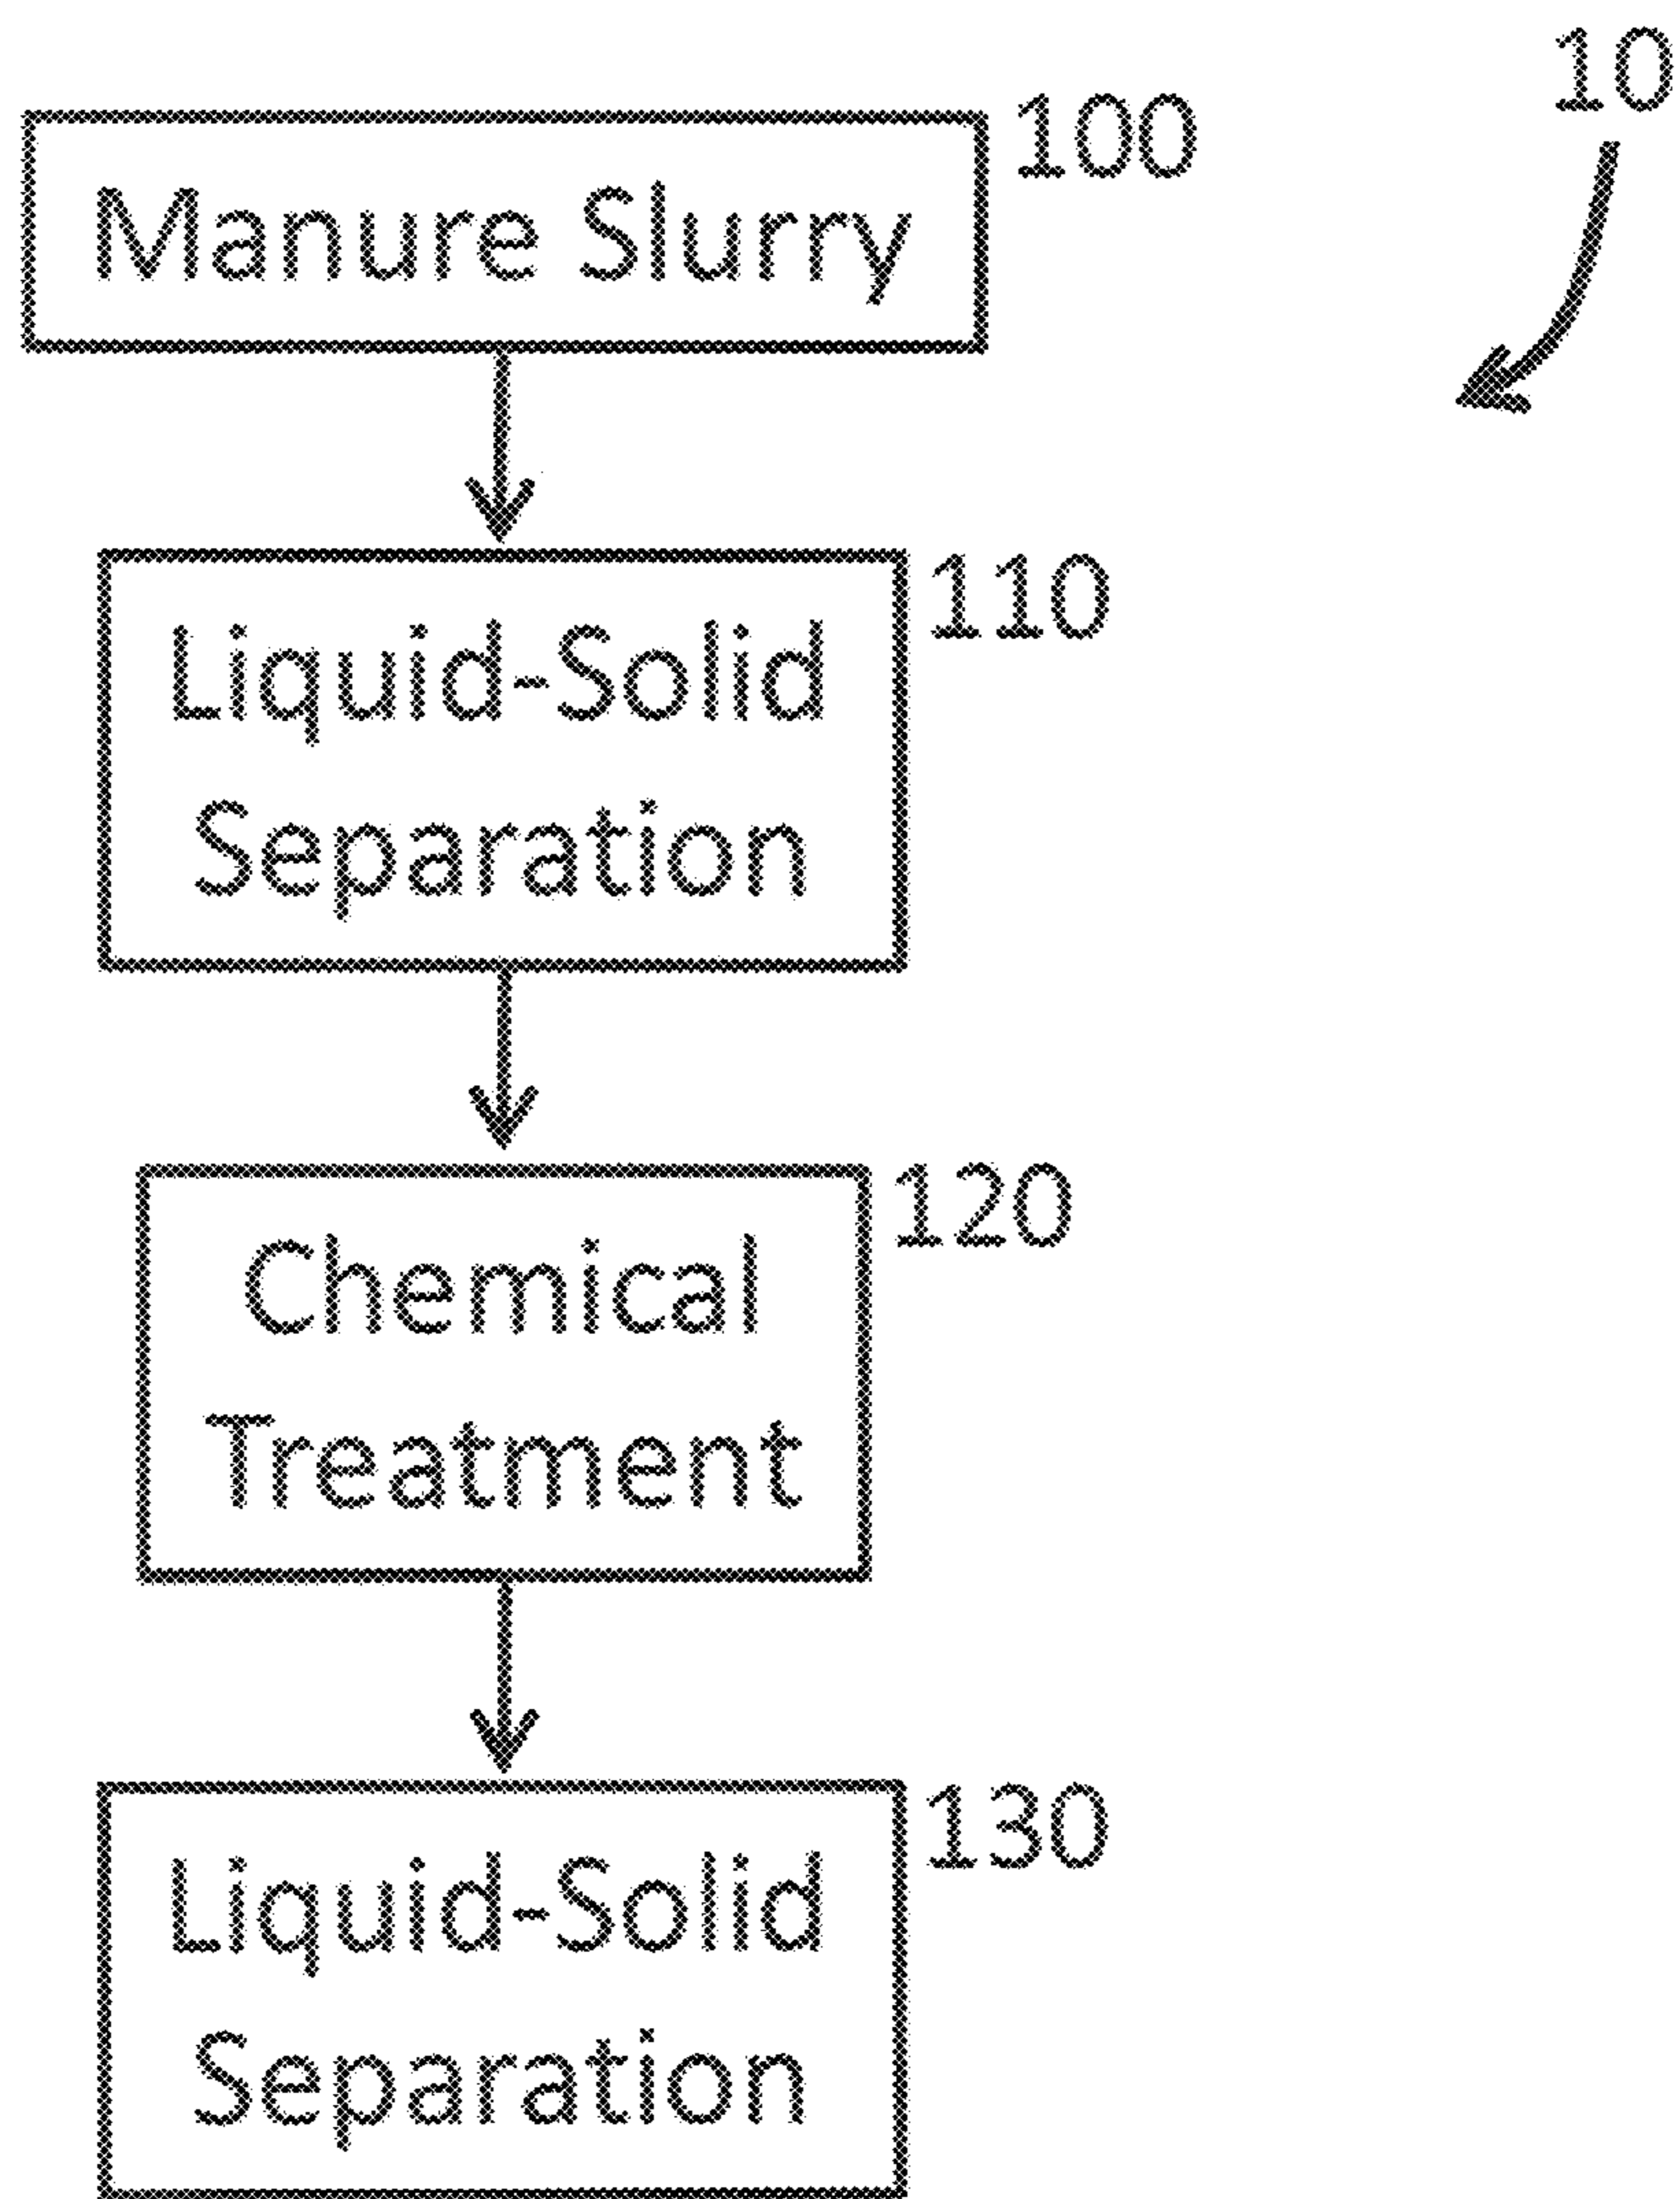 10
100
Manure Slurry
110
Liquid-Solid
Separation
120
Chemical
Treatment
130
Liquid-Solid
Separation